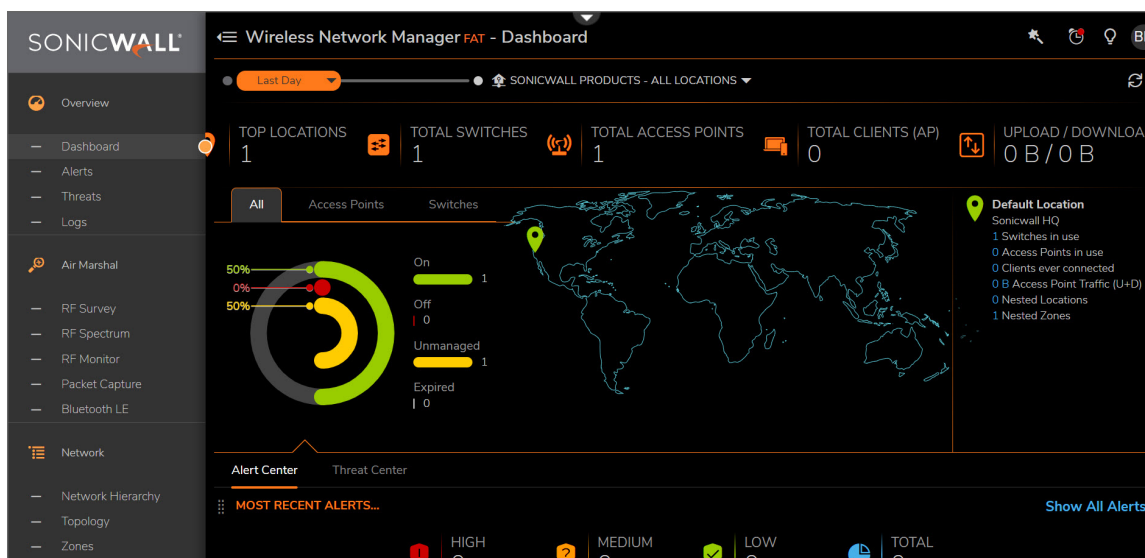 SONICWALL
Wireless Network Manager FAT - Dashboard
Last Day
SONICWALL PRODUCTS - ALL LOCATIONS
Overview
Dashboard
Alerts
Threats
Logs
Air Marshal
RF Survey
RF Spectrum
RF Monitor
Packet Capture
Bluetooth LE
Network
Network Hierarchy
Topology
Zones
TOP LOCATIONS
1
TOTAL SWITCHES
1
TOTAL ACCESS POINTS
1
TOTAL CLIENTS (AP)
0
UPLOAD / DOWNLOA
0 B / 0 B
All
Access Points
Switches
50%
0%
50%
On
1
Off
0
Unmanaged
1
Expired
0
Default Location
Sonicwall HQ
1 Switches in use
0 Access Points in use
0 Clients ever connected
0 B Access Point Traffic (U+D)
0 Nested Locations
1 Nested Zones
Alert Center
Threat Center
MOST RECENT ALERTS...
Show All Alerts
HIGH
MEDIUM
LOW
TOTAL